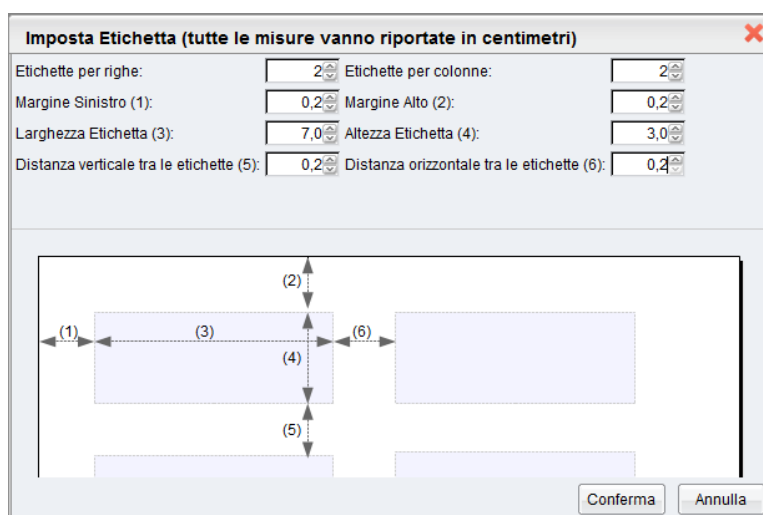 Imposta Etichetta (tutte le misure vanno riportate in centimetri)
Etichette per righe: 2 Etichette per colonne: 2
Margine Sinistro (1): 0,2 Margine Alto (2): 0,2
Larghezza Etichetta (3): 7,0 Altezza Etichetta (4): 3,0
Distanza verticale tra le etichette (5): 0,2 Distanza orizzontale tra le etichette (6): 0,2
(2)
(1) (3) (6)
(4)
(5)
Conferma Annulla